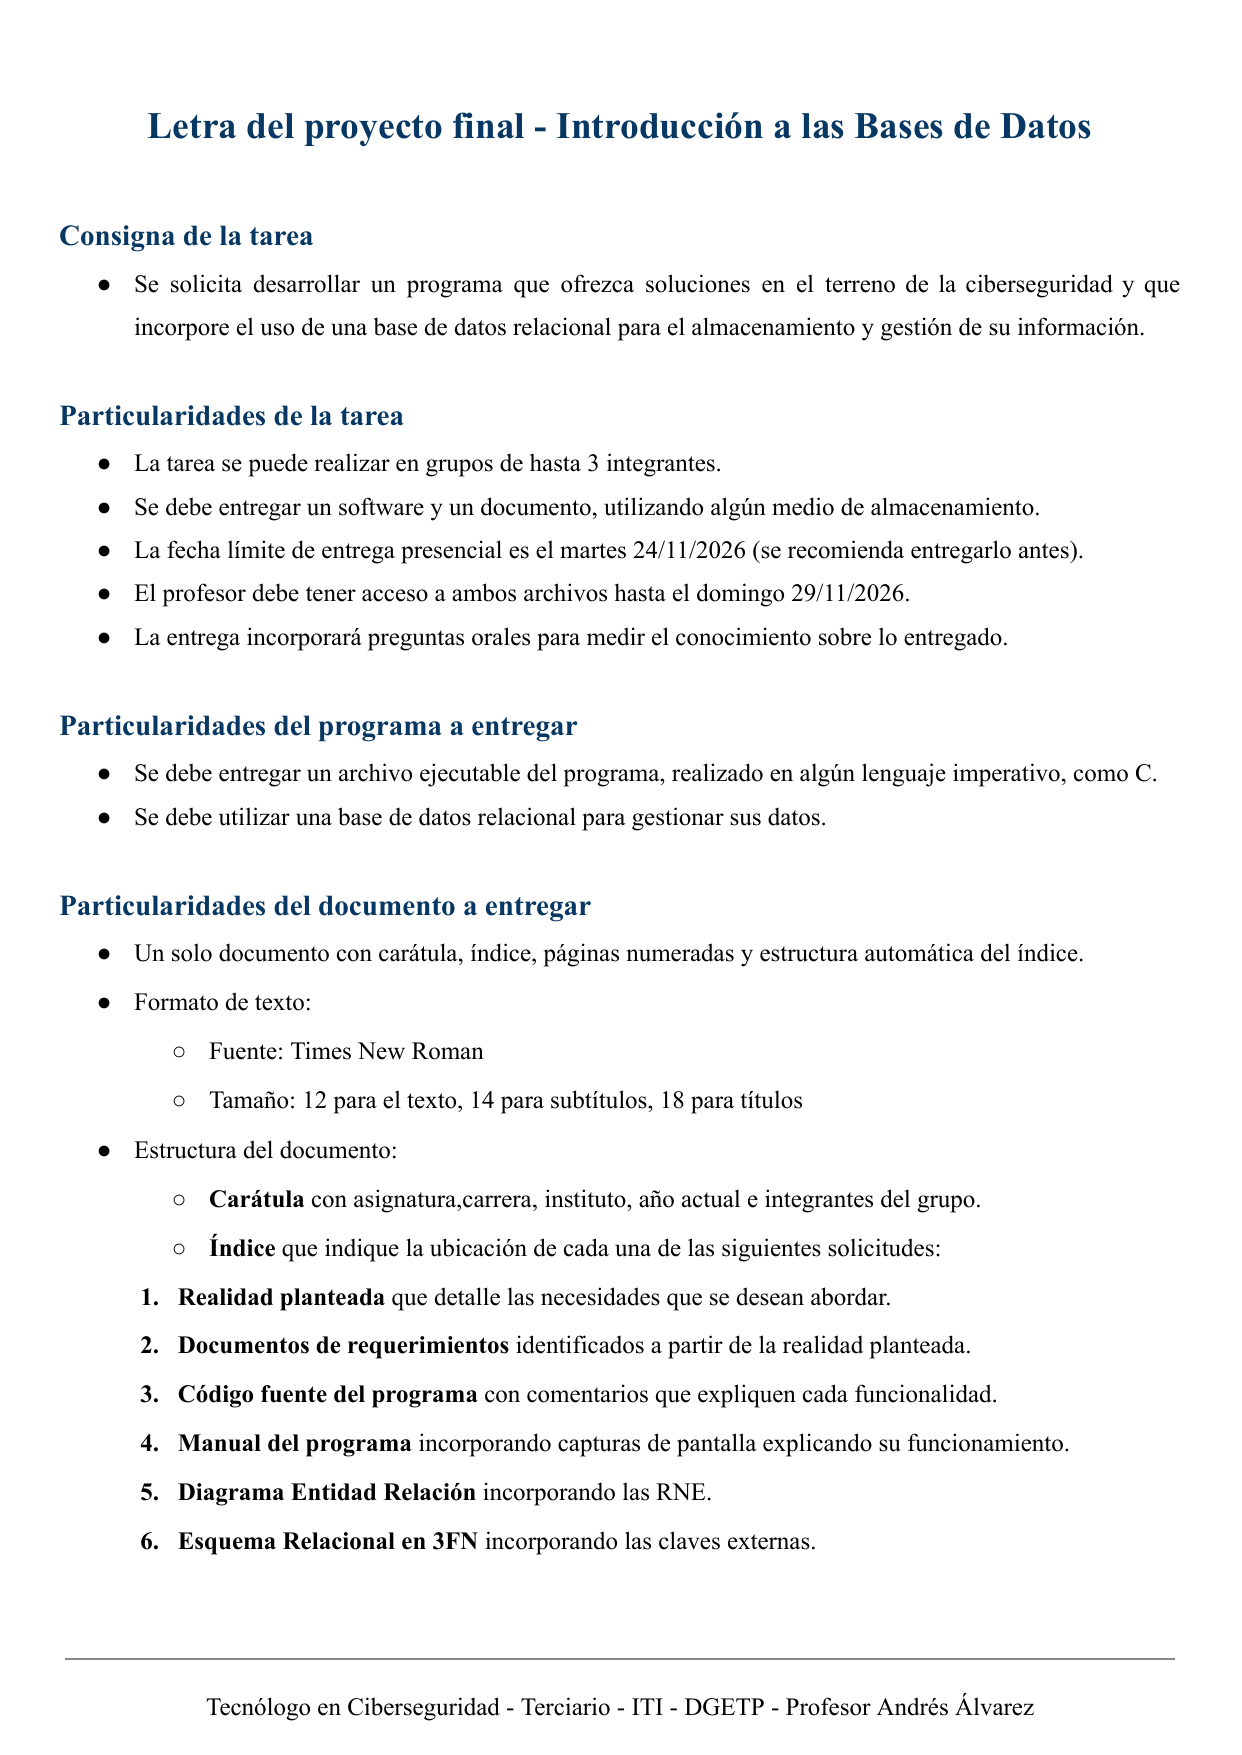 Letra del proyecto final - Introducción a las Bases de Datos
Consigna de la tarea
● Se solicita desarrollar un programa que ofrezca soluciones en el terreno de la ciberseguridad y que
incorpore el uso de una base de datos relacional para el almacenamiento y gestión de su información.
Particularidades de la tarea
● La tarea se puede realizar en grupos de hasta 3 integrantes.
● Se debe entregar un software y un documento, utilizando algún medio de almacenamiento.
● La fecha límite de entrega presencial es el martes 24/11/2026 (se recomienda entregarlo antes).
● El profesor debe tener acceso a ambos archivos hasta el domingo 29/11/2026.
● La entrega incorporará preguntas orales para medir el conocimiento sobre lo entregado.
Particularidades del programa a entregar
● Se debe entregar un archivo ejecutable del programa, realizado en algún lenguaje imperativo, como C.
● Se debe utilizar una base de datos relacional para gestionar sus datos.
Particularidades del documento a entregar
● Un solo documento con carátula, índice, páginas numeradas y estructura automática del índice.
● Formato de texto:
○ Fuente: Times New Roman
○ Tamaño: 12 para el texto, 14 para subtítulos, 18 para títulos
● Estructura del documento:
○ Carátula con asignatura,carrera, instituto, año actual e integrantes del grupo.
○ Índice que indique la ubicación de cada una de las siguientes solicitudes:
1. Realidad planteada que detalle las necesidades que se desean abordar.
2. Documentos de requerimientos identificados a partir de la realidad planteada.
3. Código fuente del programa con comentarios que expliquen cada funcionalidad.
4. Manual del programa incorporando capturas de pantalla explicando su funcionamiento.
5. Diagrama Entidad Relación incorporando las RNE.
6. Esquema Relacional en 3FN incorporando las claves externas.
Tecnólogo en Ciberseguridad - Terciario - ITI - DGETP - Profesor Andrés Álvarez